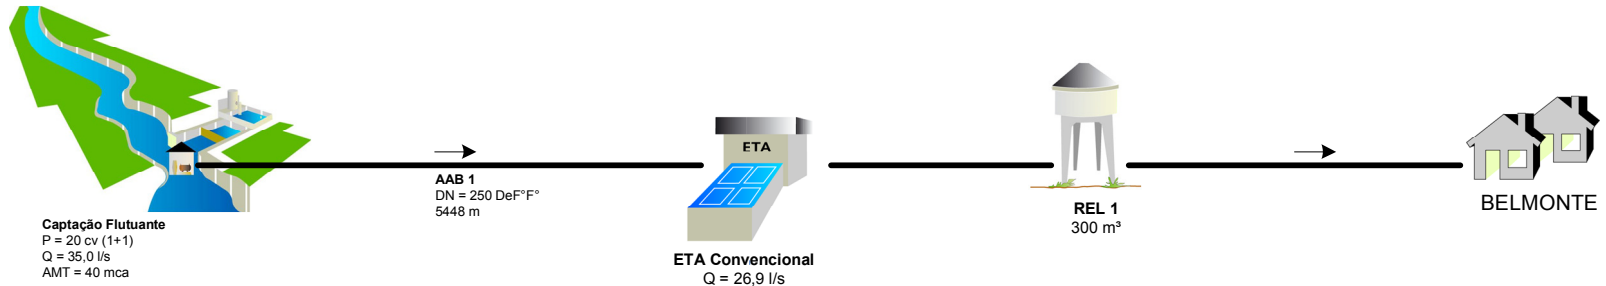 ETA
AAB 1
DN = 250 DeF°F°
5448 m
Captação Flutuante
P = 20 cv (1+1)
Q = 35,0 l/s
AMT = 40 mca
ETA Convencional
Q = 26,9 l/s
REL 1
300 m³
BELMONTE